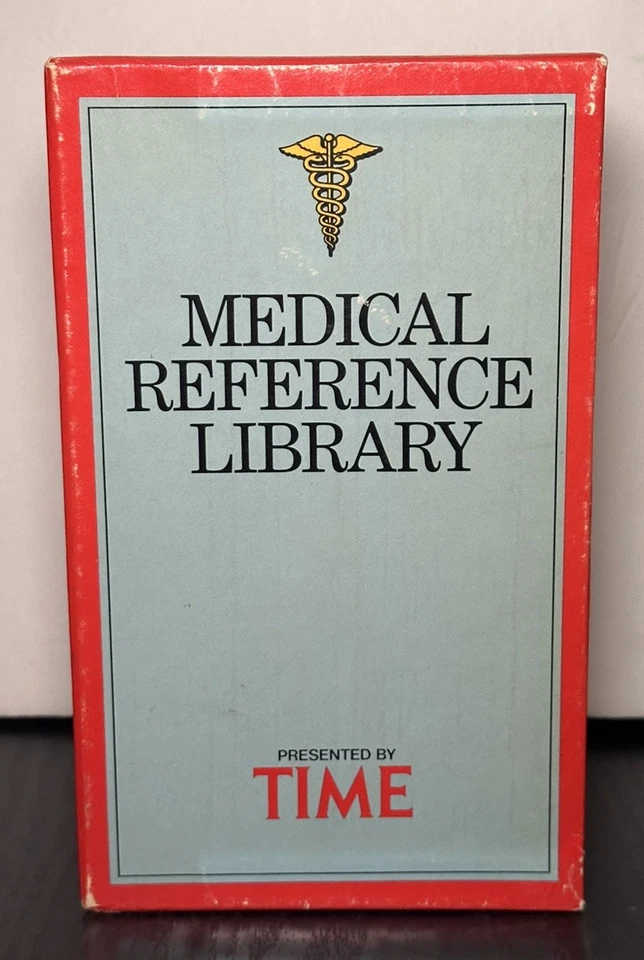 MEDICAL
REFERENCE
LIBRARY
PRESENTED BY
TIME